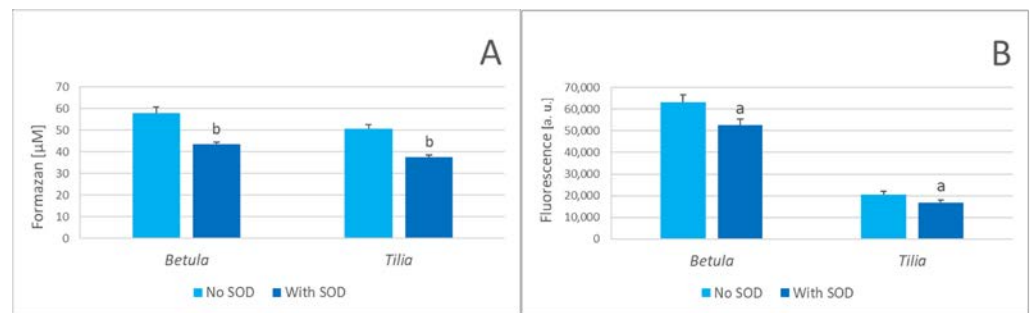 A
Formazan [µM]
70
60
50
40
30
20
10
0
b
b
Betula
Tilia
No SOD
With SOD
B
Fluorescence [a. u.]
70,000
60,000
50,000
40,000
30,000
20,000
10,000
0
a
a
Betula
Tilia
No SOD
With SOD